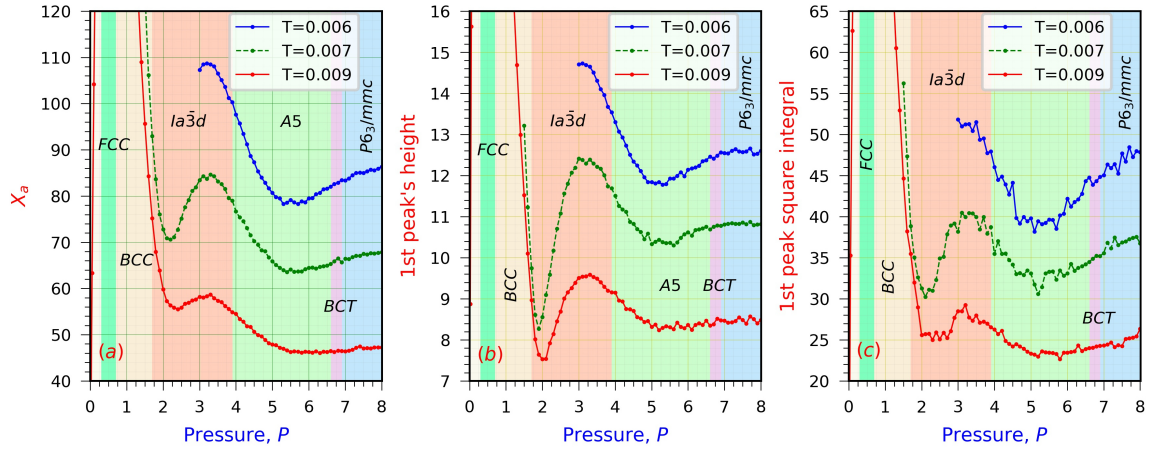 120
110
100
90
80
70
60
50
40
X_a
0 1 2 3 4 5 6 7 8
Pressure, P
T=0.006
T=0.007
T=0.009
FCC
BCC
Ia3̄d
A5
BCT
P6₃/mmc
(a)
16
15
14
13
12
11
10
9
8
7
1st peak's height
0 1 2 3 4 5 6 7 8
Pressure, P
T=0.006
T=0.007
T=0.009
FCC
BCC
Ia3̄d
A5
BCT
P6₃/mmc
(b)
65
60
55
50
45
40
35
30
25
20
1st peak square integral
0 1 2 3 4 5 6 7 8
Pressure, P
T=0.006
T=0.007
T=0.009
FCC
BCC
Ia3̄d
A5
BCT
P6₃/mmc
(c)